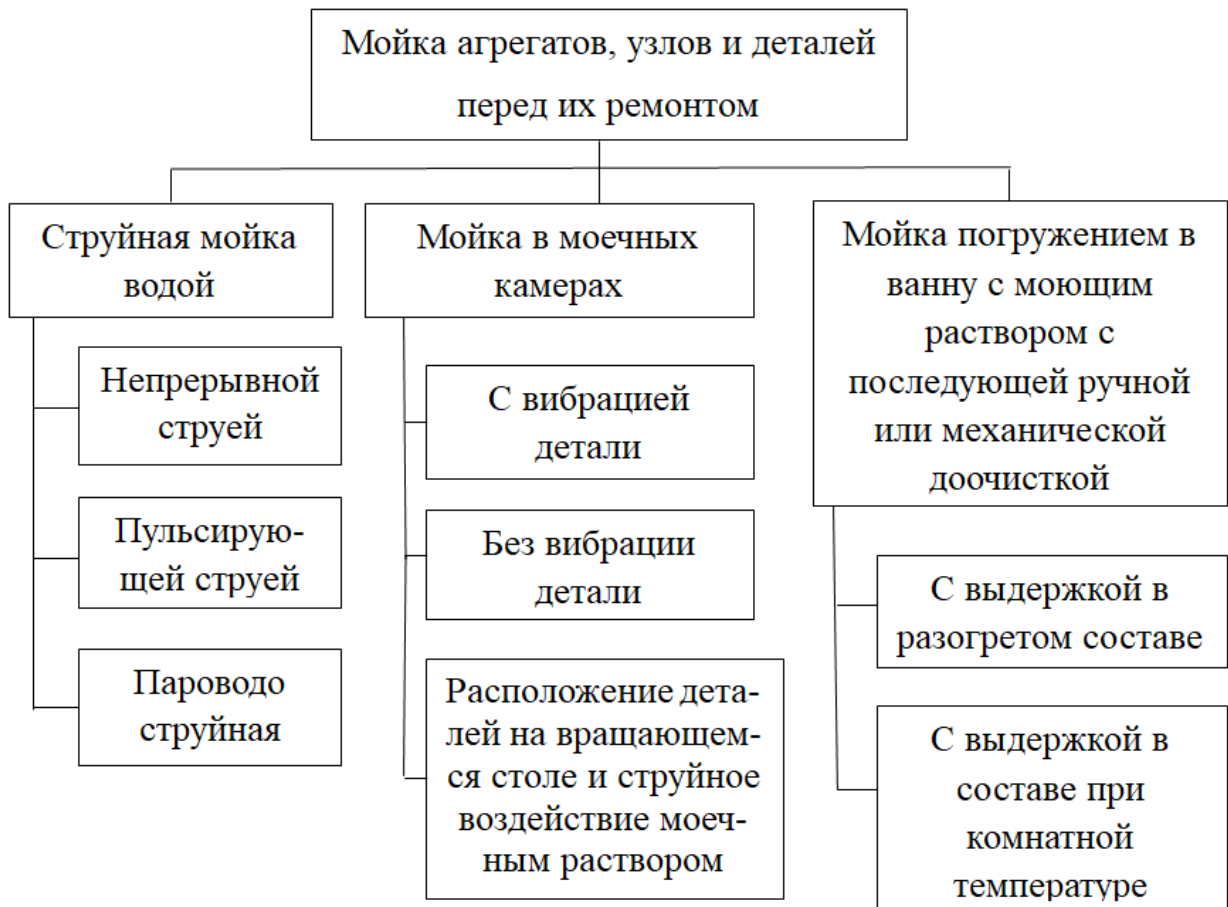 Мойка агрегатов, узлов и деталей
перед их ремонтом
Струйная мойка
водой
Непрерывной
струей
Пульсирую-
щей струей
Пароводо
струйная
Мойка в моечных
камерах
С вибрацией
детали
Без вибрации
детали
Расположение дета-
лей на вращающем-
ся столе и струйное
воздействие моеч-
ным раствором
Мойка погружением в
ванну с моющим
раствором с
последующей ручной
или механической
доочисткой
С выдержкой в
разогретом составе
С выдержкой в
составе при
комнатной
температуре